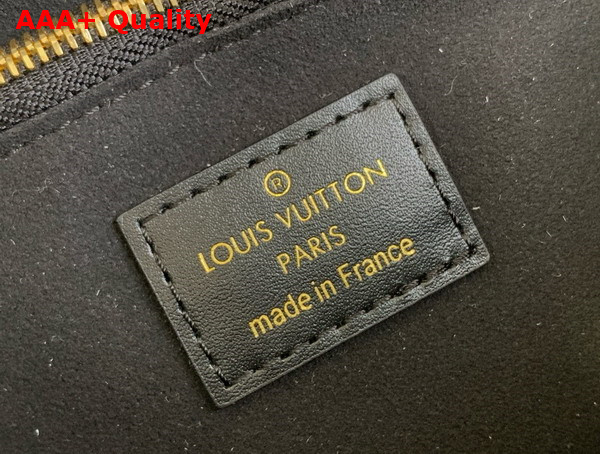 AAA+ Quality
®
LOUIS VUITTON
PARIS
made in France